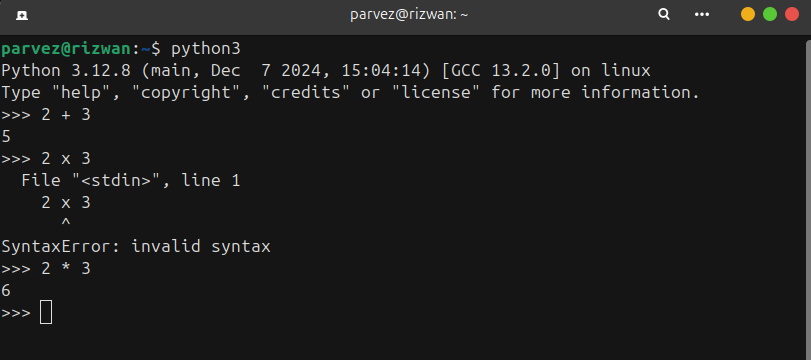 parvez@rizwan: ~
parvez@rizwan:~$ python3
Python 3.12.8 (main, Dec  7 2024, 15:04:14) [GCC 13.2.0] on linux
Type "help", "copyright", "credits" or "license" for more information.
>>> 2 + 3
5
>>> 2 x 3
  File "<stdin>", line 1
    2 x 3
      ^
SyntaxError: invalid syntax
>>> 2 * 3
6
>>>